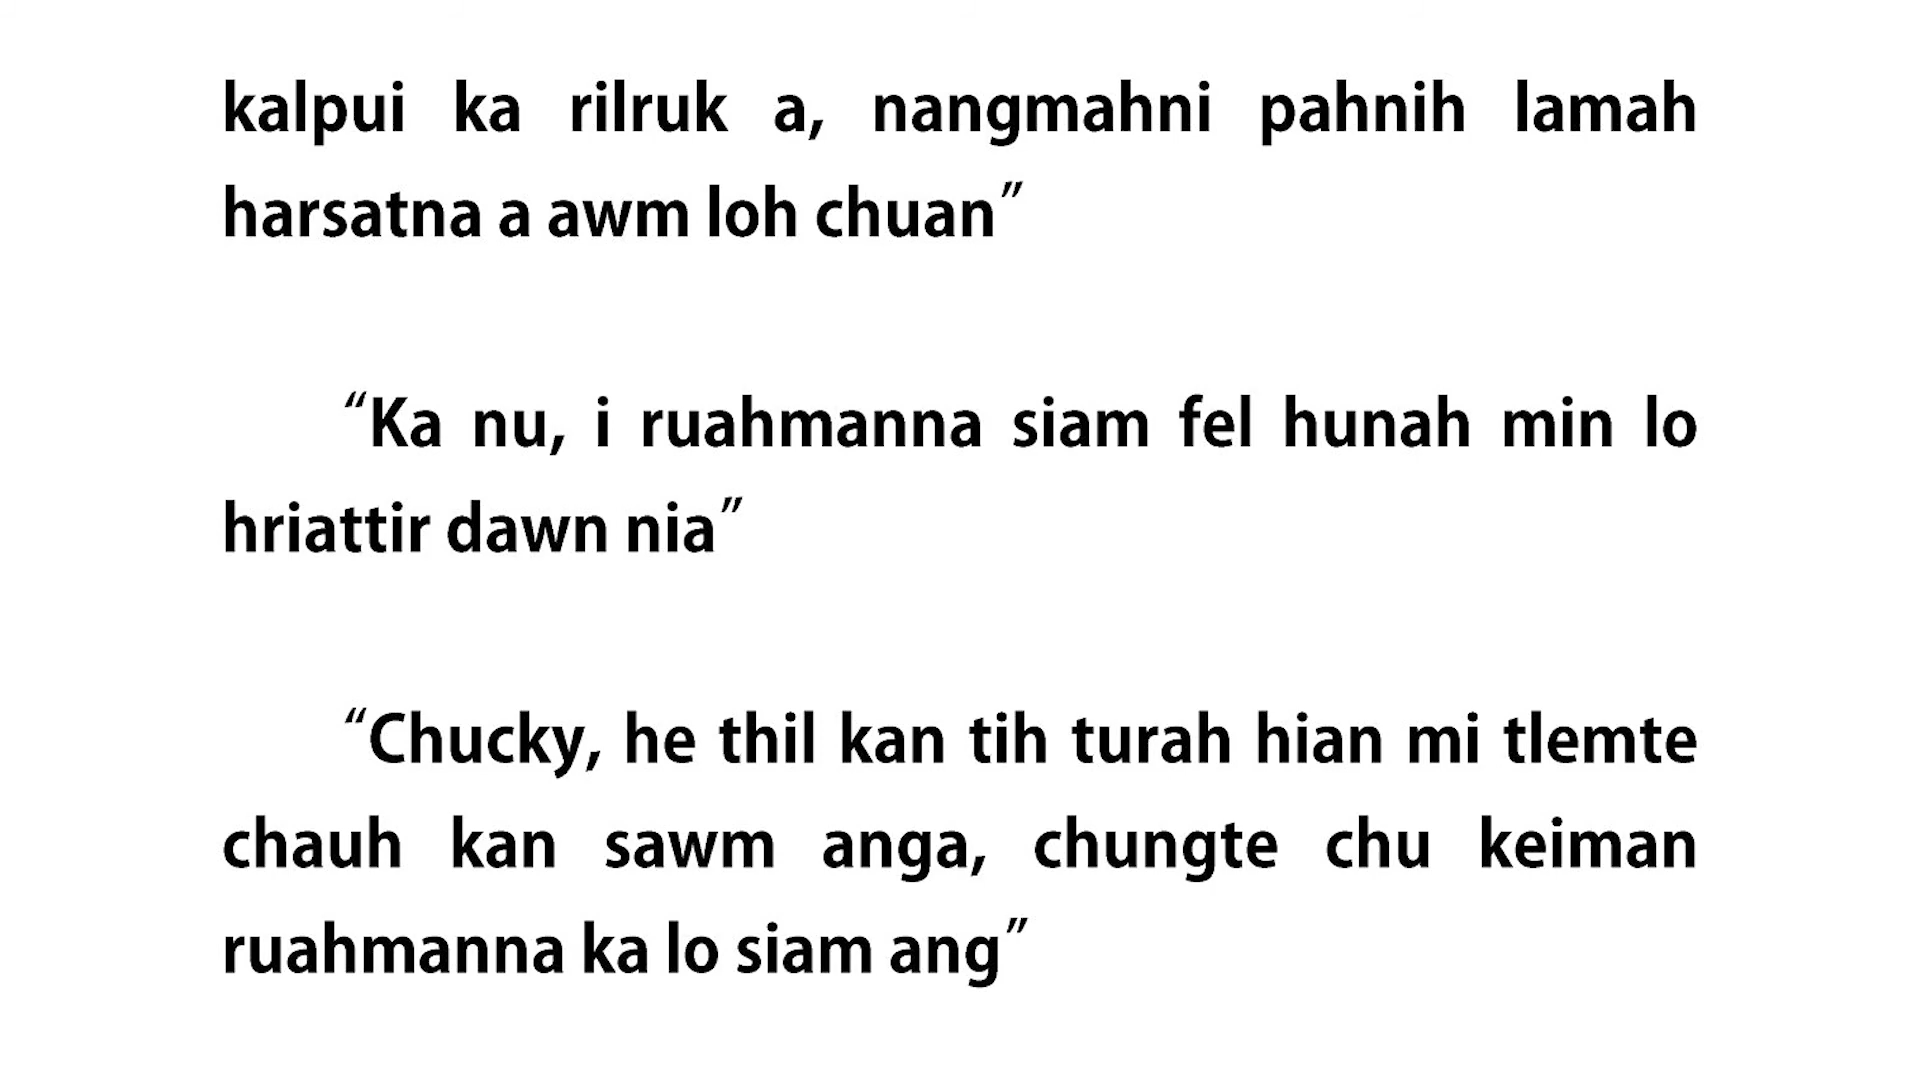 kalpui ka rilruk a, nangmahni pahnih lamah
harsatna a awm loh chuan”
“Ka nu, i ruahmanna siam fel hunah min lo
hriattir dawn nia”
“Chucky, he thil kan tih turah hian mi tlemte
chauh kan sawm anga, chungte chu keiman
ruahmanna ka lo siam ang”